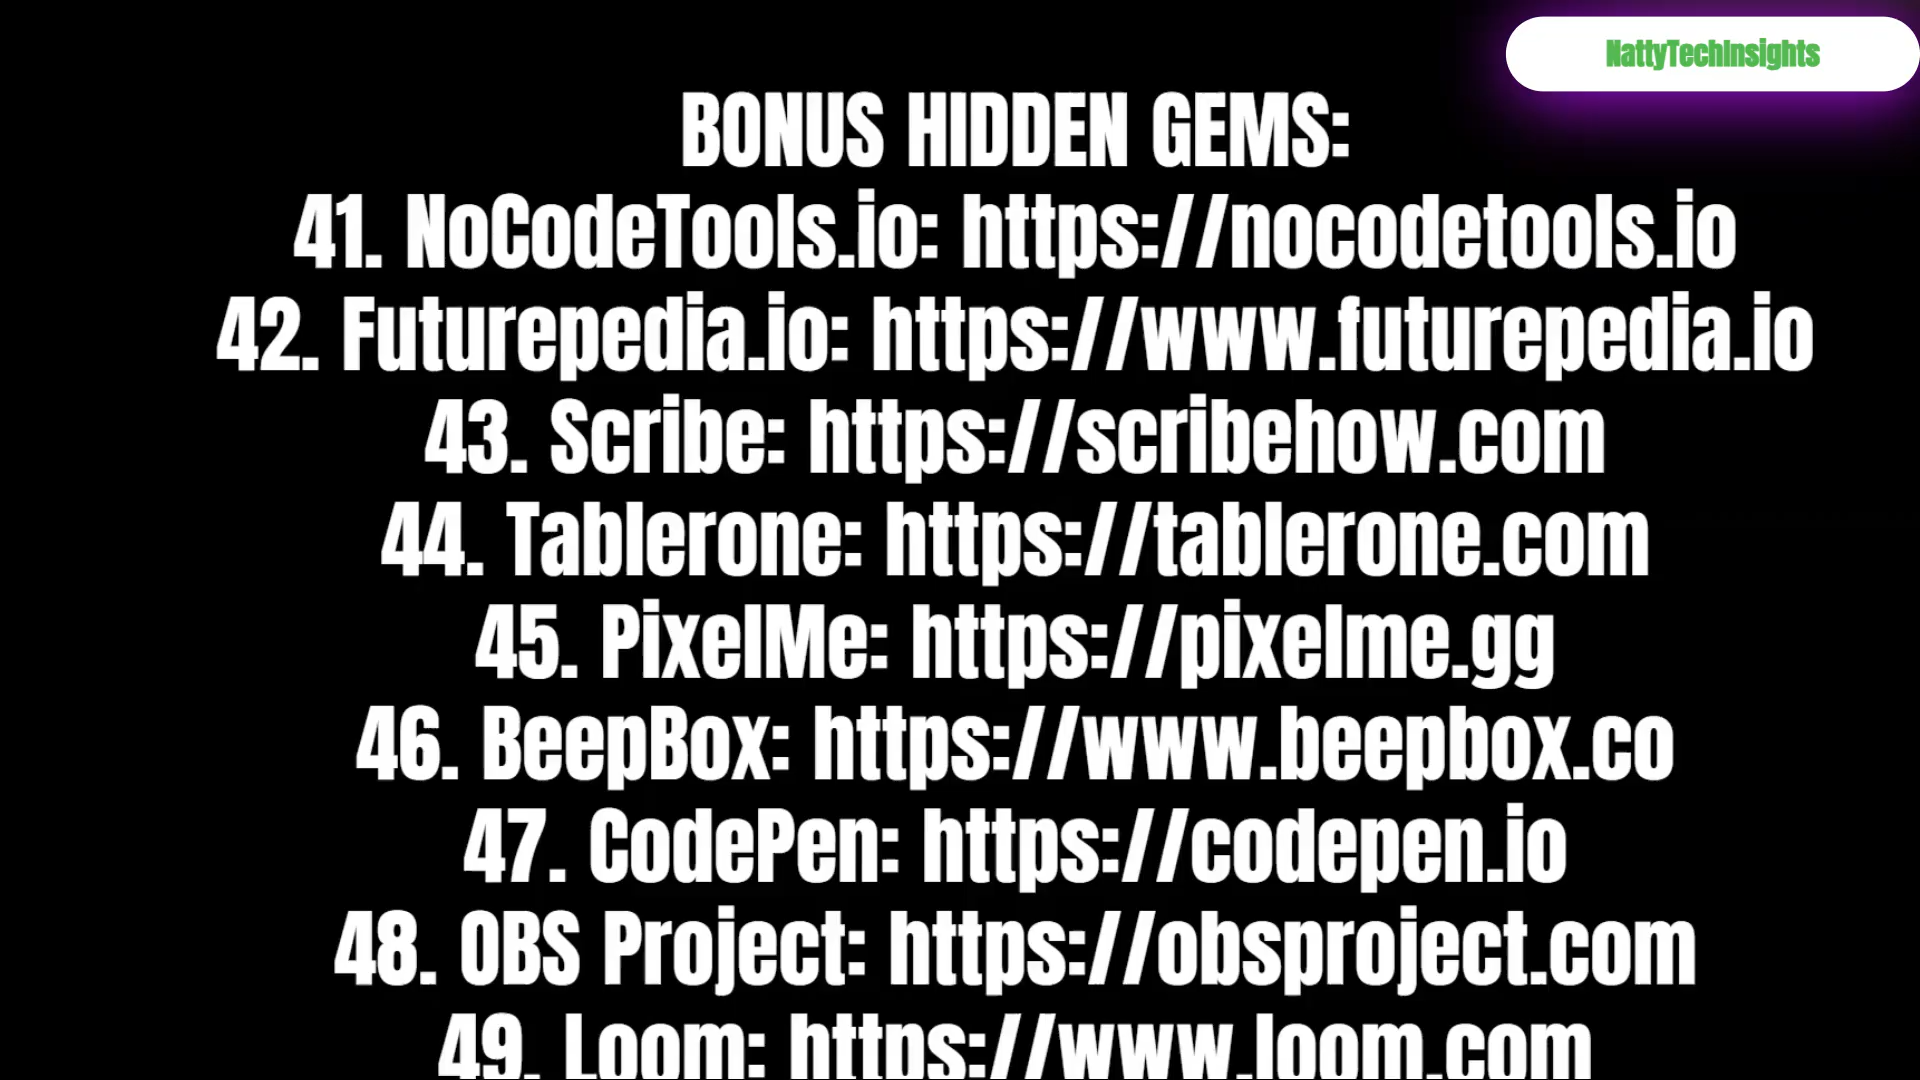 NattyTechInsights
BONUS HIDDEN GEMS:
41. NoCodeTools.io: https://nocodetools.io
42. Futurepedia.io: https://www.futurepedia.io
43. Scribe: https://scribehow.com
44. Tablerone: https://tablerone.com
45. PixelMe: https://pixelme.gg
46. BeepBox: https://www.beepbox.co
47. CodePen: https://codepen.io
48. OBS Project: https://obsproject.com
49. Loom: https://www.loom.com